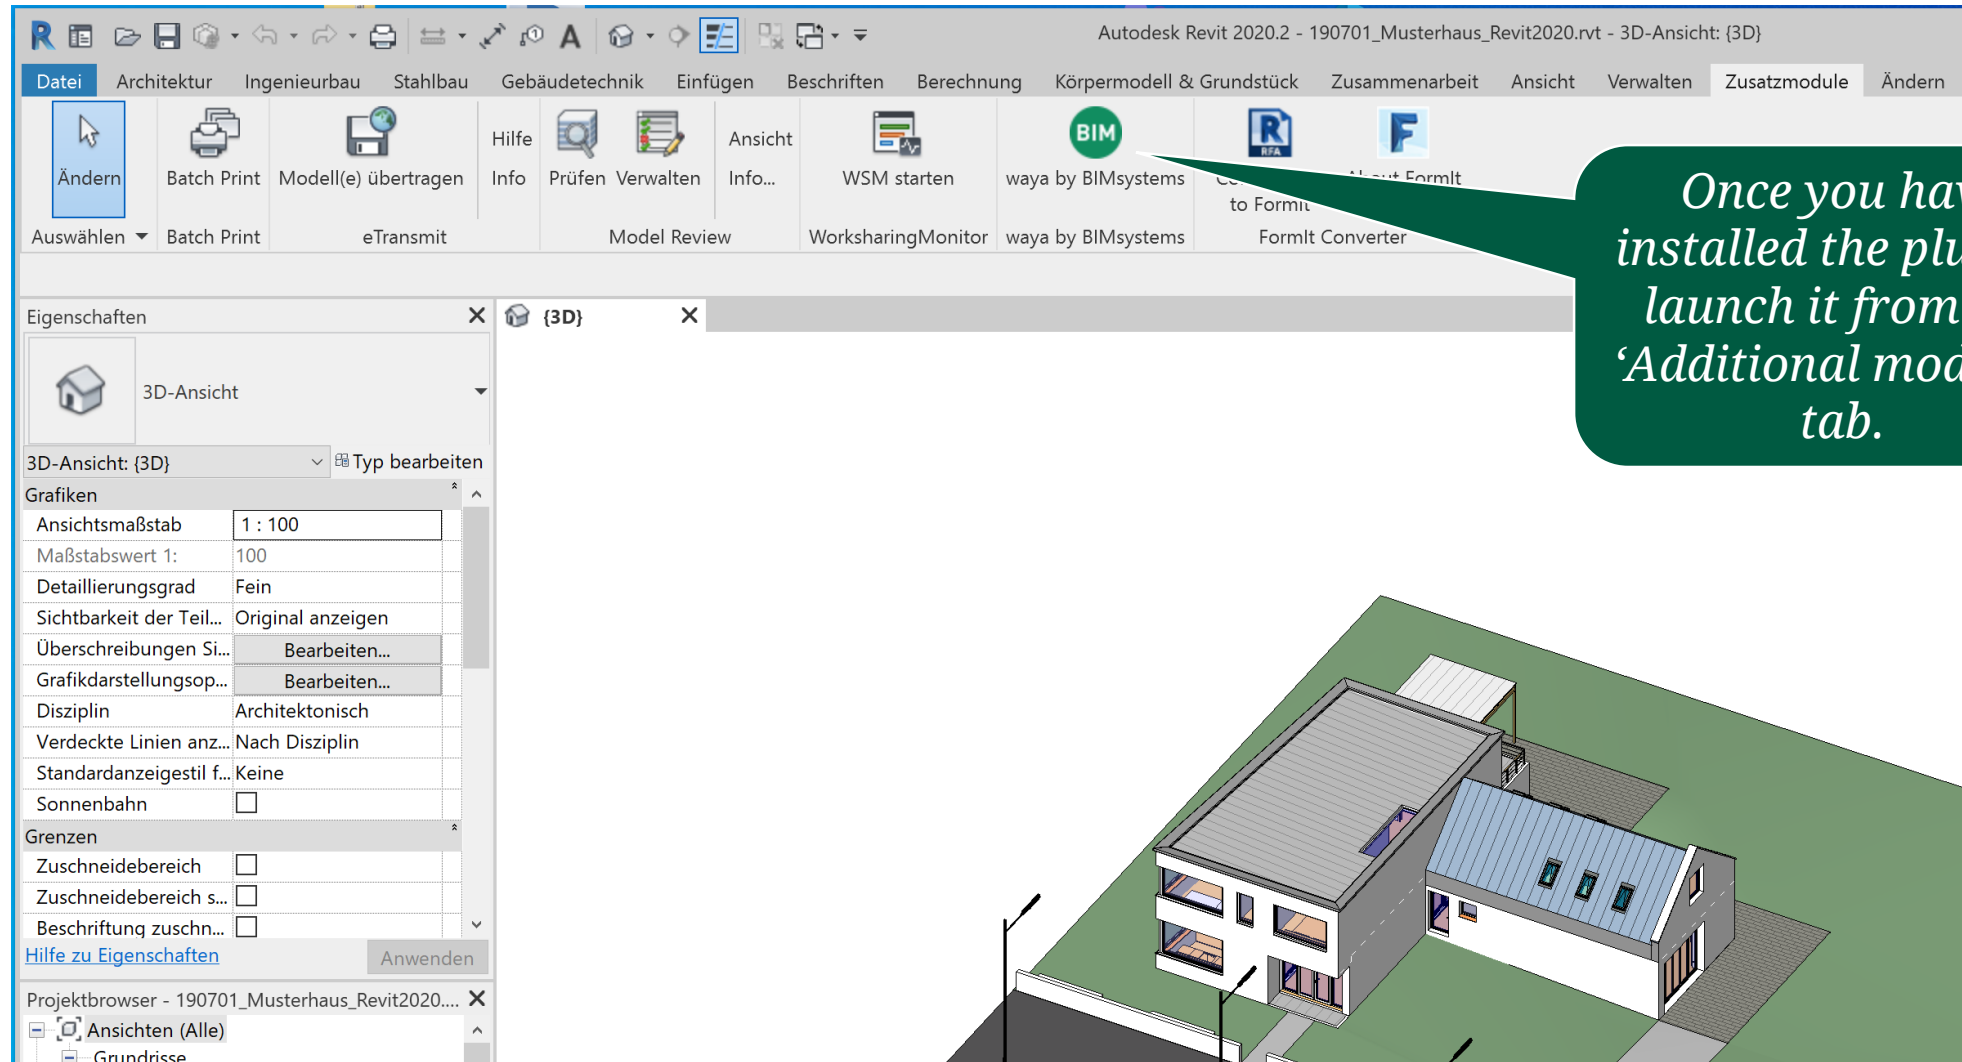 Autodesk Revit 2020.2 - 190701_Musterhaus_Revit2020.rvt - 3D-Ansicht: {3D}
Datei Architektur Ingenieurbau Stahlbau Gebäudetechnik Einfügen Beschriften Berechnung Körpermodell & Grundstück Zusammenarbeit Ansicht Verwalten Zusatzmodule Ändern
Hilfe Ansicht BIM R RFA F
Ändern Batch Print Modell(e) übertragen Info Prüfen Verwalten Info... WSM starten waya by BIMsystems About FormIt
to FormIt
Auswählen Batch Print eTransmit Model Review WorksharingMonitor waya by BIMsystems FormIt Converter
Once you
installed the
launch it from
‘Additional
tab.
Eigenschaften
{3D}
3D-Ansicht
3D-Ansicht: {3D} Typ bearbeiten
Grafiken
Ansichtsmaßstab 1 : 100
Maßstabswert 1: 100
Detaillierungsgrad Fein
Sichtbarkeit der Teil... Original anzeigen
Überschreibungen Si... Bearbeiten...
Grafikdarstellungsop... Bearbeiten...
Disziplin Architektonisch
Verdeckte Linien anz... Nach Disziplin
Standardanzeigestil f... Keine
Sonnenbahn
Grenzen
Zuschneidebereich
Zuschneidebereich s...
Beschriftung zuschn...
Hilfe zu Eigenschaften Anwenden
Projektbrowser - 190701_Musterhaus_Revit2020....
Ansichten (Alle)
Grundrisse